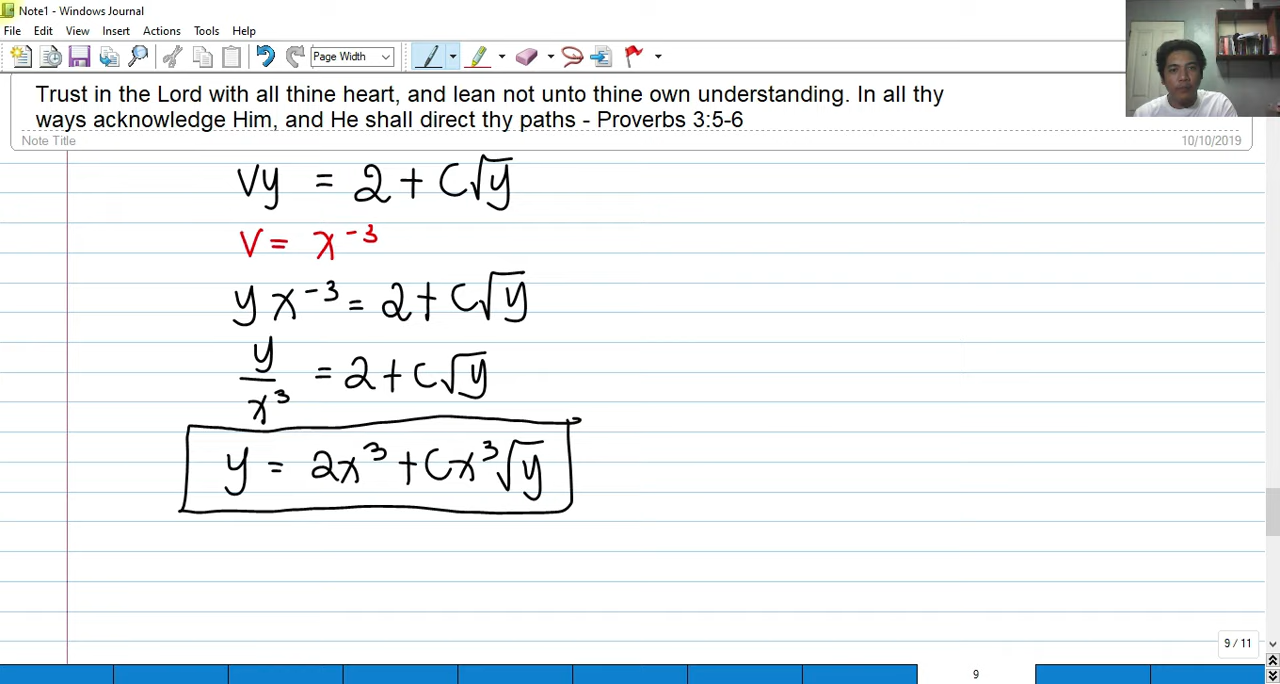 Note1 - Windows Journal
File Edit View Insert Actions Tools Help
Page Width
Trust in the Lord with all thine heart, and lean not unto thine own understanding. In all thy
ways acknowledge Him, and He shall direct thy paths - Proverbs 3:5-6
Note Title
10/10/2019
Vy = 2 + C√y
V = x⁻³
y x⁻³ = 2 + C√y
y/x³ = 2 + C√y
y = 2x³ + Cx³√y
9 / 11
9